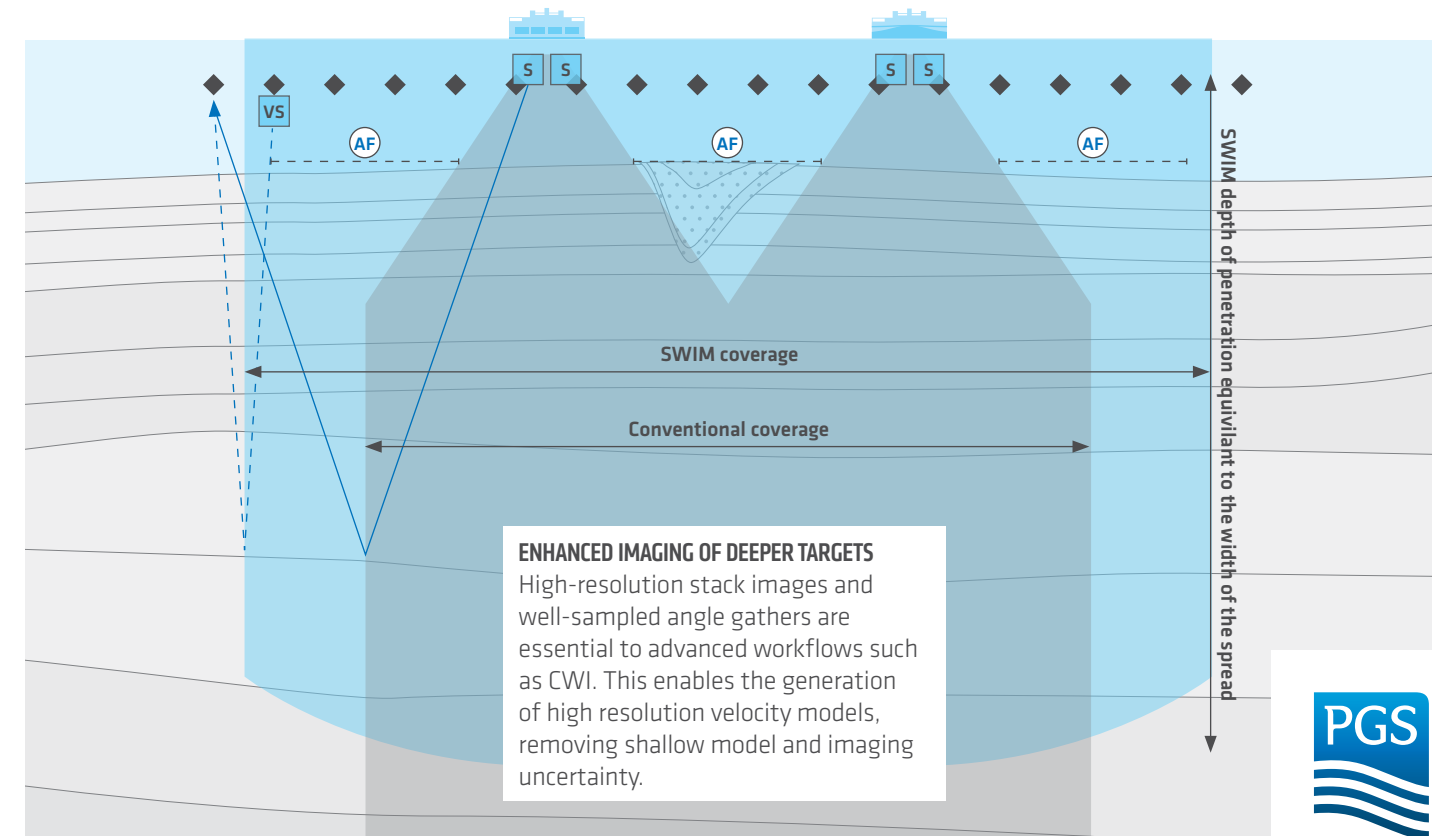 S S S S
VS
AF AF AF
SWIM depth of penetration equivilant to the width of the spread
SWIM coverage
Conventional coverage
ENHANCED IMAGING OF DEEPER TARGETS
High-resolution stack images and
well-sampled angle gathers are
essential to advanced workflows such
as CWI. This enables the generation
of high resolution velocity models,
removing shallow model and imaging
uncertainty.
PGS